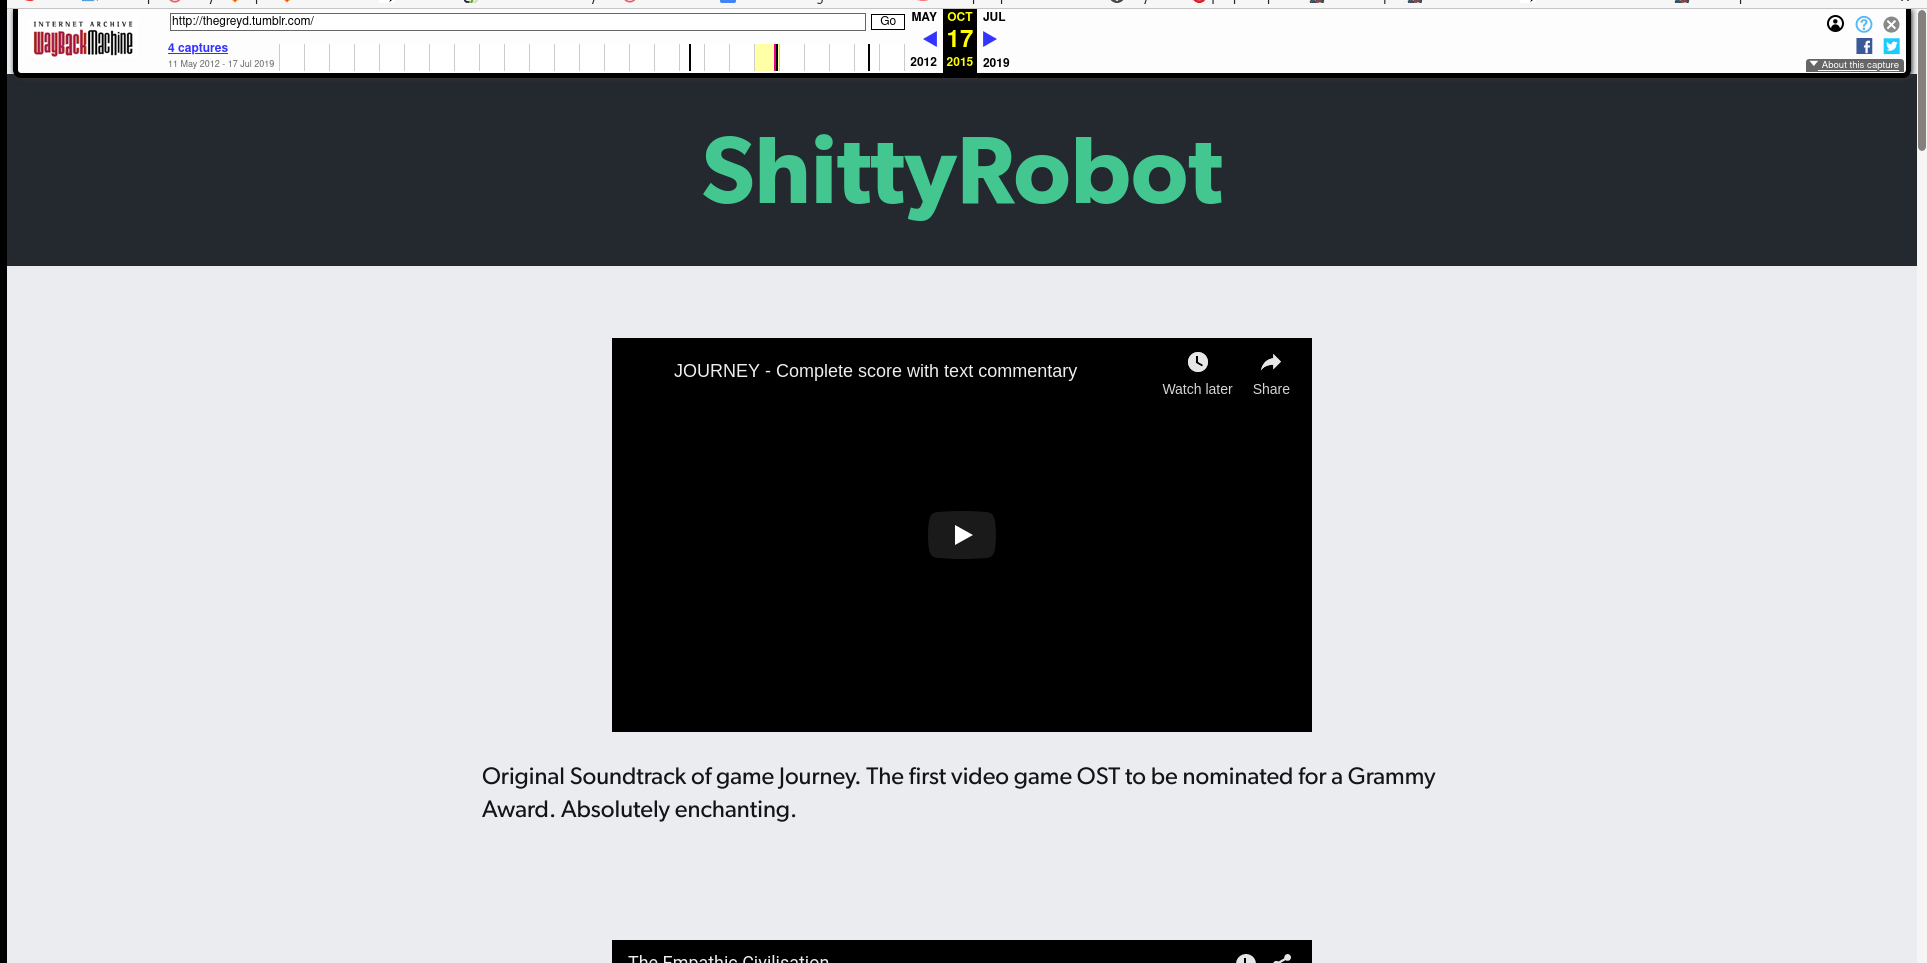 INTERNET ARCHIVE
WayBackMachine
http://thegreyd.tumblr.com/
Go
MAY OCT JUL
4 captures
17
11 May 2012 - 17 Jul 2019
2012 2015 2019
About this capture
ShittyRobot
JOURNEY - Complete score with text commentary
Watch later
Share
Original Soundtrack of game Journey. The first video game OST to be nominated for a Grammy
Award. Absolutely enchanting.
The Empathic Civilisation